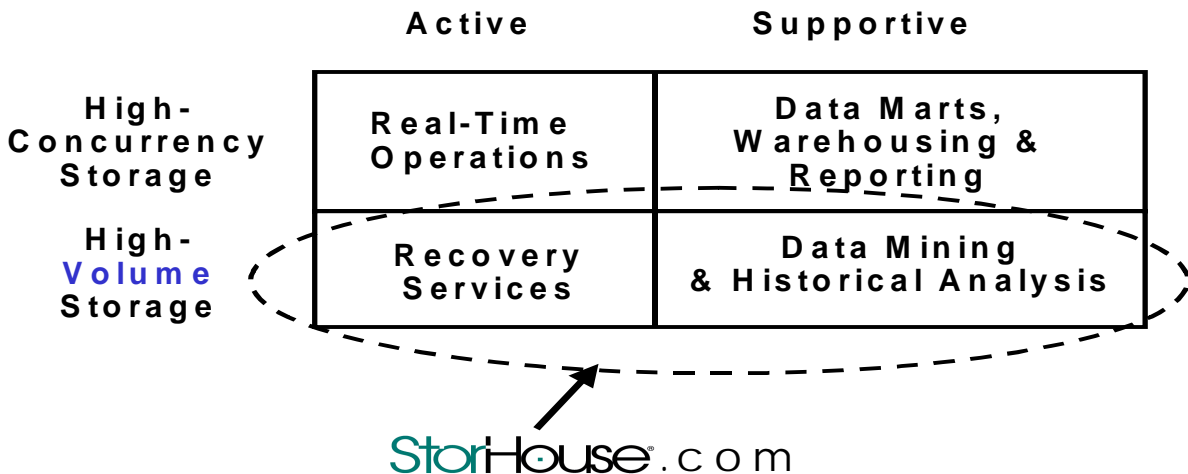 Active Supportive
High-
Concurrency
Storage
Real-Time
Operations
Data Marts,
Warehousing &
Reporting
High-
Volume
Storage
Recovery
Services
Data Mining
& Historical Analysis
StorHouse®.com